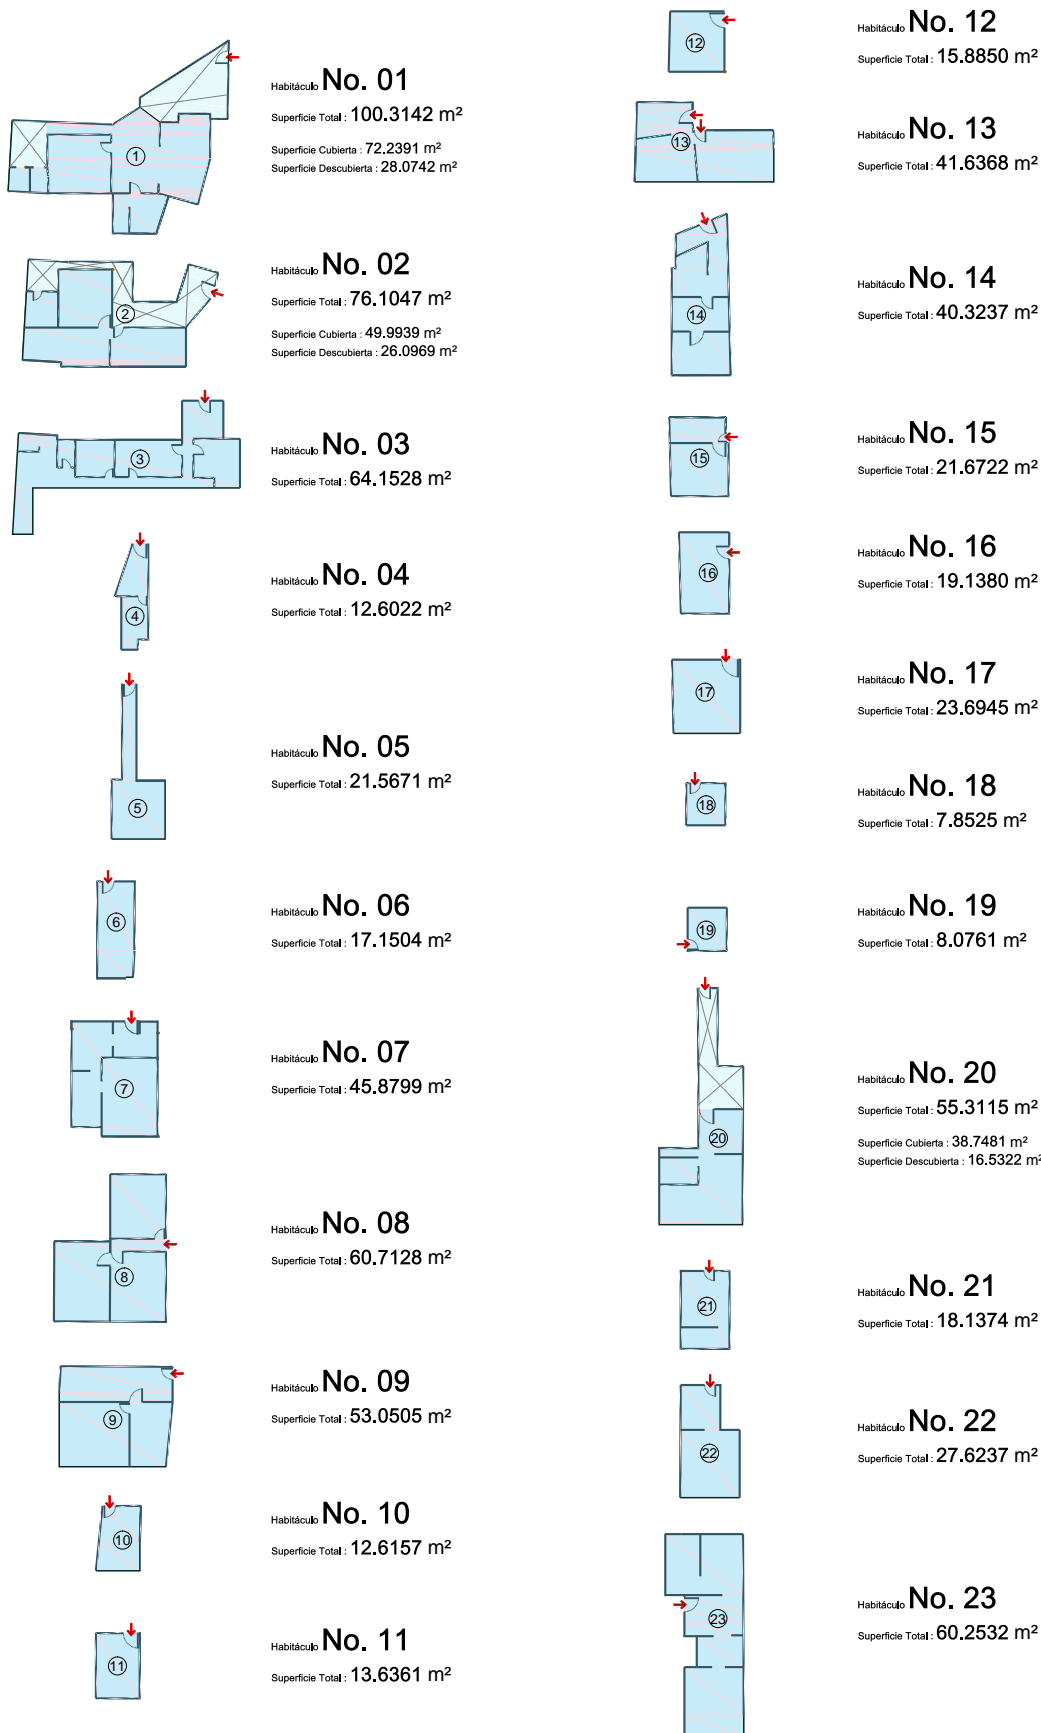 Habitáculo No. 01
Superficie Total : 100.3142 m²
Superficie Cubierta : 72.2391 m²
Superficie Descubierta : 28.0742 m²
1
Habitáculo No. 02
Superficie Total : 76.1047 m²
Superficie Cubierta : 49.9939 m²
Superficie Descubierta : 26.0969 m²
2
Habitáculo No. 03
Superficie Total : 64.1528 m²
3
Habitáculo No. 04
Superficie Total : 12.6022 m²
4
Habitáculo No. 05
Superficie Total : 21.5671 m²
5
Habitáculo No. 06
Superficie Total : 17.1504 m²
6
Habitáculo No. 07
Superficie Total : 45.8799 m²
7
Habitáculo No. 08
Superficie Total : 60.7128 m²
8
Habitáculo No. 09
Superficie Total : 53.0505 m²
9
Habitáculo No. 10
Superficie Total : 12.6157 m²
10
Habitáculo No. 11
Superficie Total : 13.6361 m²
11
Habitáculo No. 12
Superficie Total : 15.8850 m²
12
Habitáculo No. 13
Superficie Total : 41.6368 m²
13
Habitáculo No. 14
Superficie Total : 40.3237 m²
14
Habitáculo No. 15
Superficie Total : 21.6722 m²
15
Habitáculo No. 16
Superficie Total : 19.1380 m²
16
Habitáculo No. 17
Superficie Total : 23.6945 m²
17
Habitáculo No. 18
Superficie Total : 7.8525 m²
18
Habitáculo No. 19
Superficie Total : 8.0761 m²
19
Habitáculo No. 20
Superficie Total : 55.3115 m²
Superficie Cubierta : 38.7481 m²
Superficie Descubierta : 16.5322 m²
20
Habitáculo No. 21
Superficie Total : 18.1374 m²
21
Habitáculo No. 22
Superficie Total : 27.6237 m²
22
Habitáculo No. 23
Superficie Total : 60.2532 m²
23